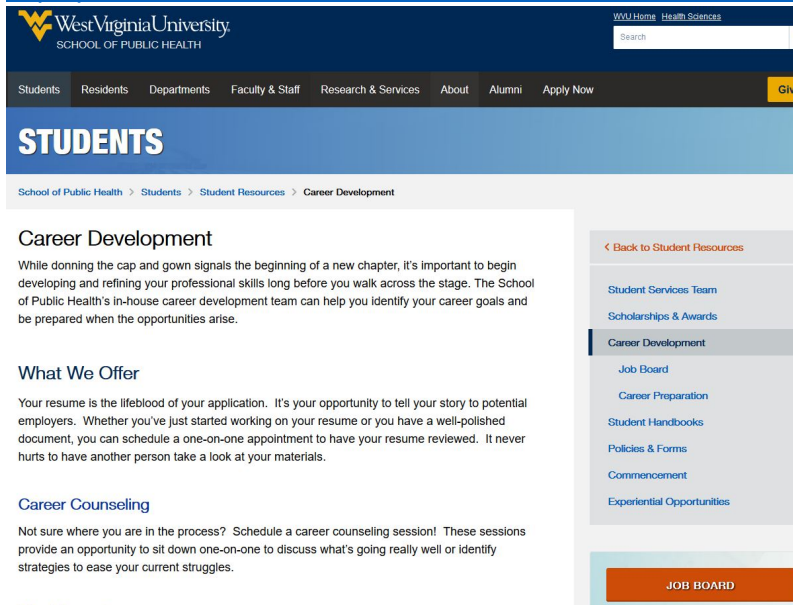 West Virginia University.
SCHOOL OF PUBLIC HEALTH
WVU Home Health Sciences
Search
Students Residents Departments Faculty & Staff Research & Services About Alumni Apply Now
STUDENTS
School of Public Health > Students > Student Resources > Career Development
Career Development
While donning the cap and gown signals the beginning of a new chapter, it's important to begin
developing and refining your professional skills long before you walk across the stage. The School
of Public Health's in-house career development team can help you identify your career goals and
be prepared when the opportunities arise.
What We Offer
Your resume is the lifeblood of your application. It's your opportunity to tell your story to potential
employers. Whether you've just started working on your resume or you have a well-polished
document, you can schedule a one-on-one appointment to have your resume reviewed. It never
hurts to have another person take a look at your materials.
Career Counseling
Not sure where you are in the process? Schedule a career counseling session! These sessions
provide an opportunity to sit down one-on-one to discuss what's going really well or identify
strategies to ease your current struggles.
< Back to Student Resources
Student Services Team
Scholarships & Awards
Career Development
Job Board
Career Preparation
Student Handbooks
Policies & Forms
Commencement
Experiential Opportunities
JOB BOARD